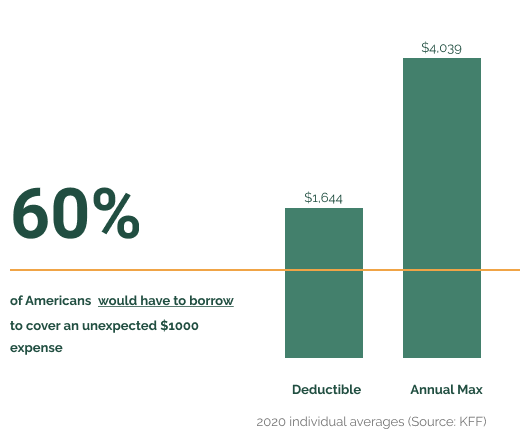 $4,039
$1,644
60%
of Americans would have to borrow
to cover an unexpected $1000
expense
Deductible Annual Max
2020 individual averages (Source: KFF)